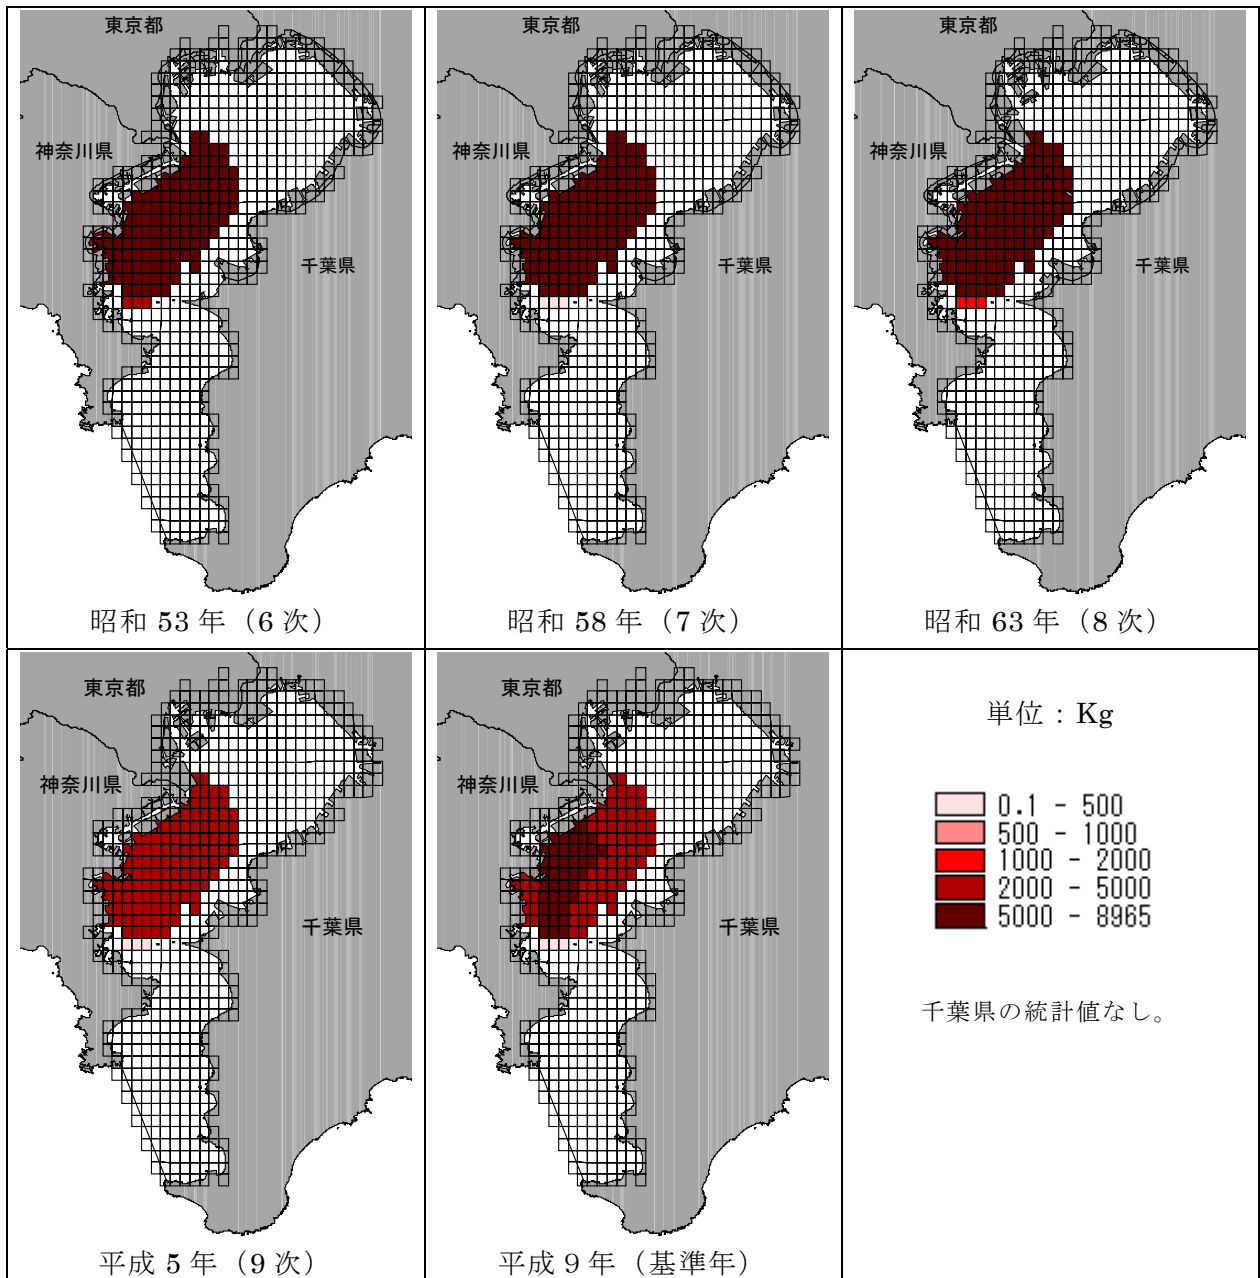 東京都
神奈川県
千葉県
昭和 53 年（6 次）
東京都
神奈川県
千葉県
昭和 58 年（7 次）
東京都
神奈川県
千葉県
昭和 63 年（8 次）
東京都
神奈川県
千葉県
平成 5 年（9 次）
東京都
神奈川県
千葉県
平成 9 年（基準年）
単位：Kg
0.1 - 500
500 - 1000
1000 - 2000
2000 - 5000
5000 - 8965
千葉県の統計値なし。